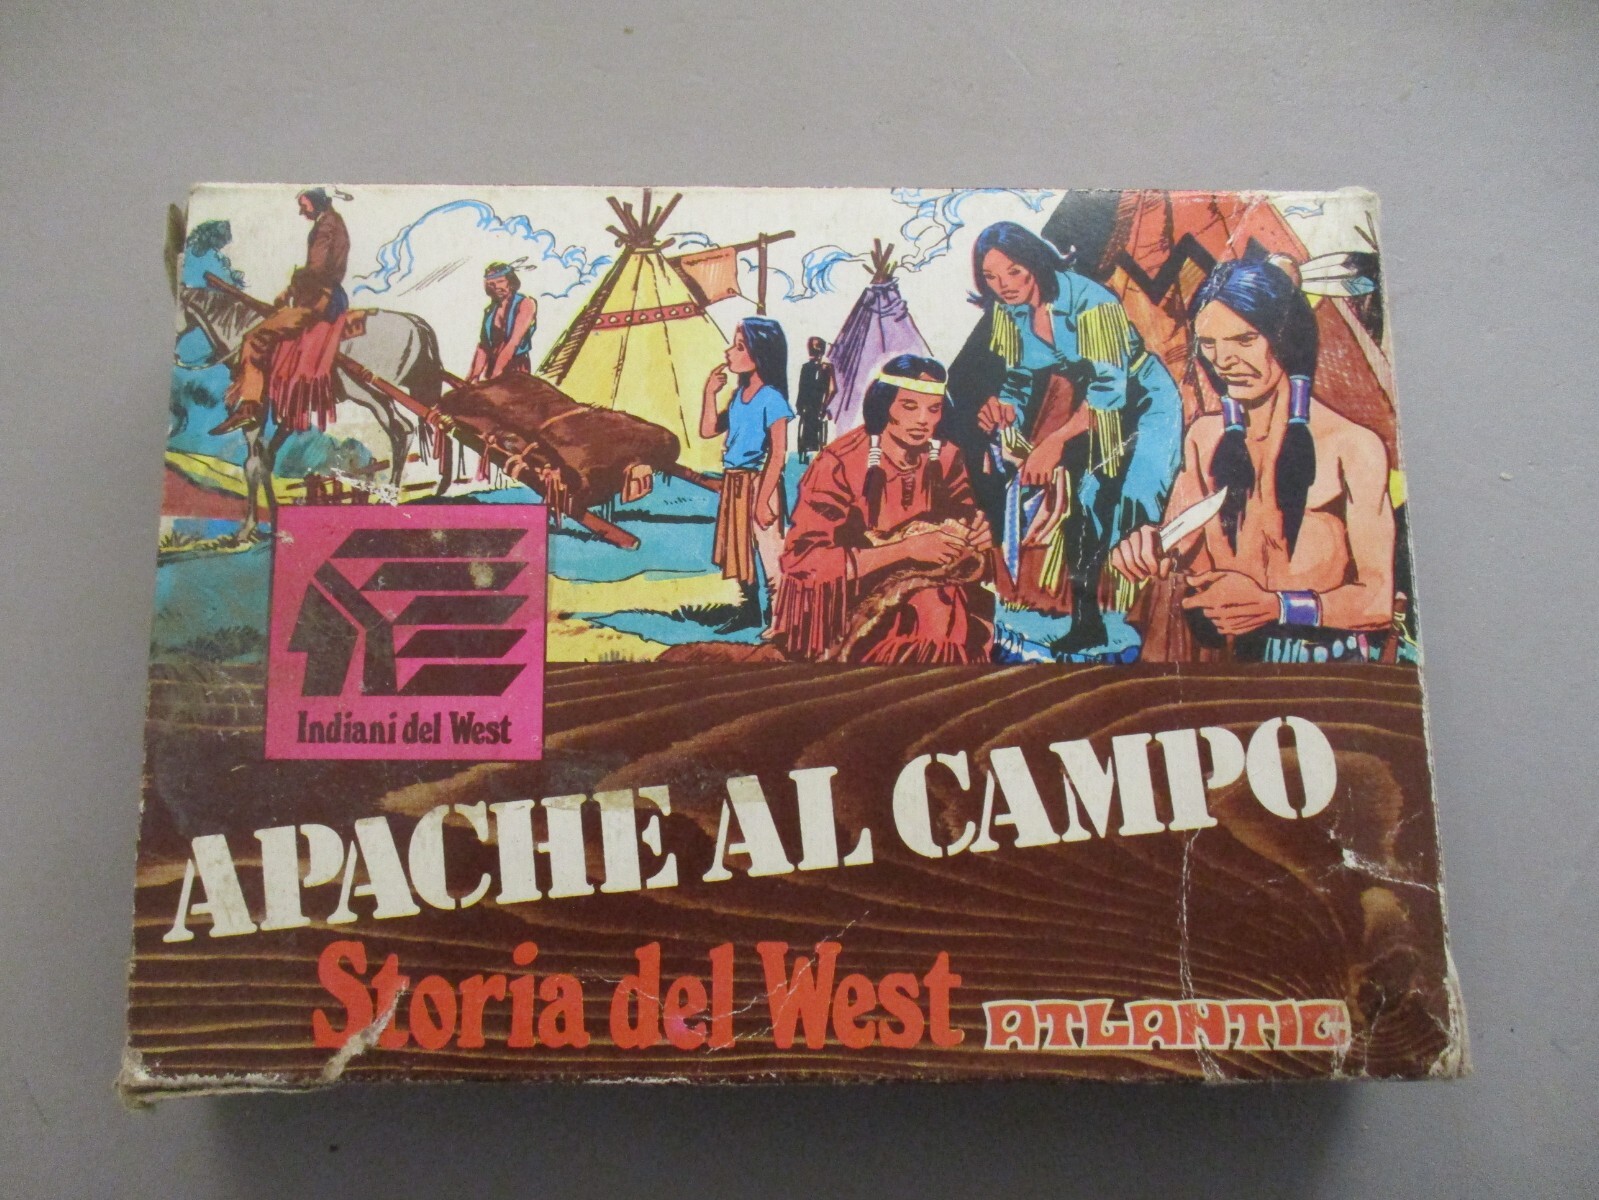 Indiani del West
APACHE AL CAMPO
Storia del West
ATLANTIC